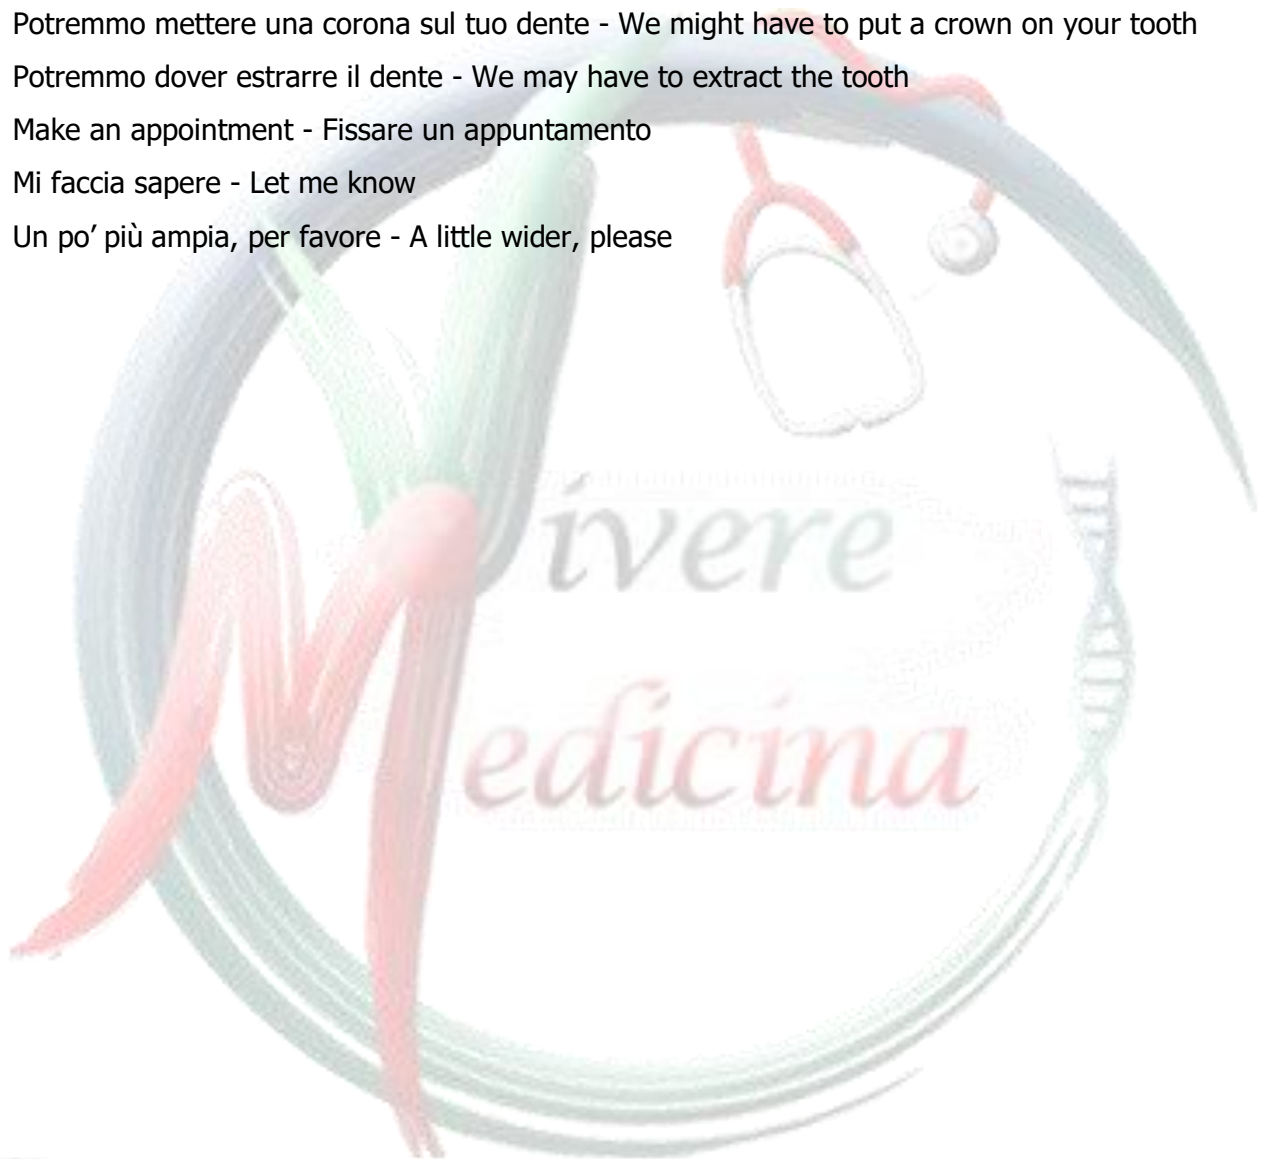 Potremmo mettere una corona sul tuo dente - We might have to put a crown on your tooth
Potremmo dover estrarre il dente - We may have to extract the tooth
Make an appointment - Fissare un appuntamento
Mi faccia sapere - Let me know
Un po’ più ampia, per favore - A little wider, please
Vivere
Medicina